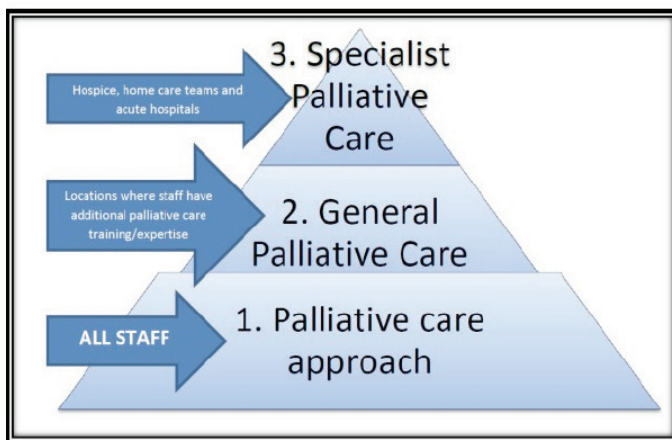 3. Specialist
Palliative
Care
Hospice, home care teams and
acute hospitals
2. General
Palliative Care
Locations where staff have
additional palliative care
training/expertise
1. Palliative care
approach
ALL STAFF